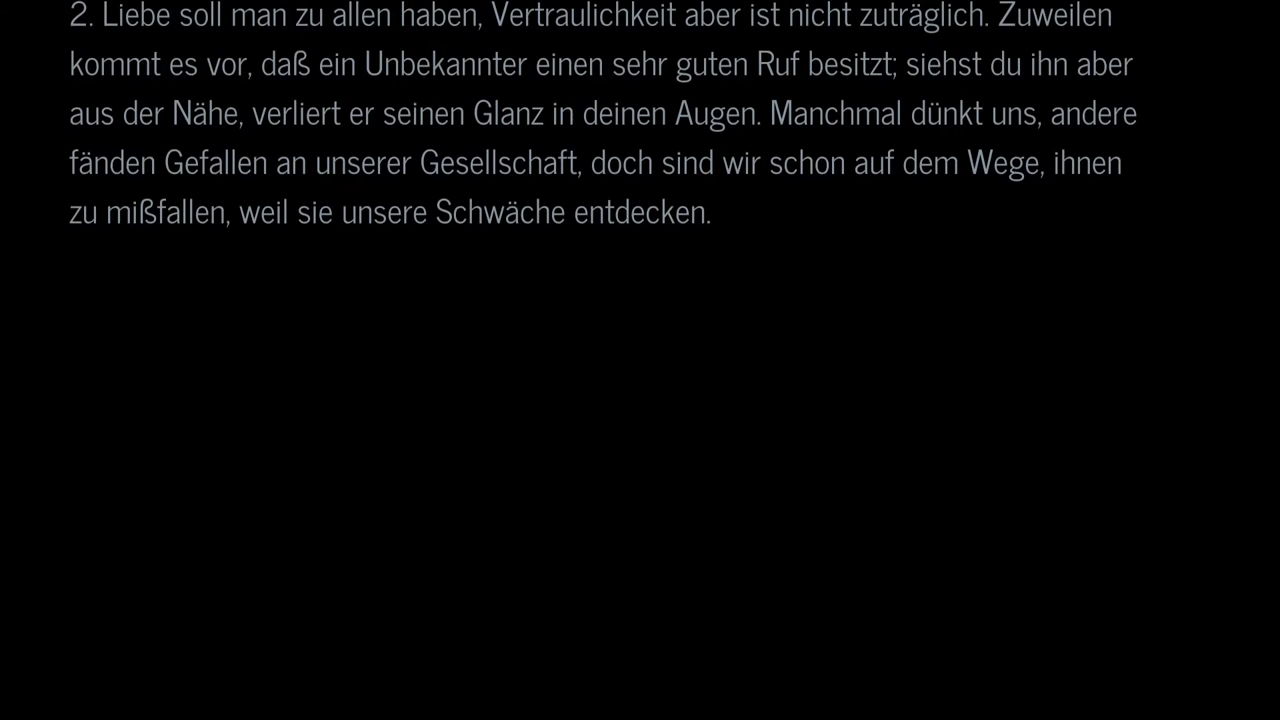 2. Liebe soll man zu allen haben, Vertraulichkeit aber ist nicht zuträglich. Zuweilen
kommt es vor, daß ein Unbekannter einen sehr guten Ruf besitzt; siehst du ihn aber
aus der Nähe, verliert er seinen Glanz in deinen Augen. Manchmal dünkt uns, andere
fänden Gefallen an unserer Gesellschaft, doch sind wir schon auf dem Wege, ihnen
zu mißfallen, weil sie unsere Schwäche entdecken.